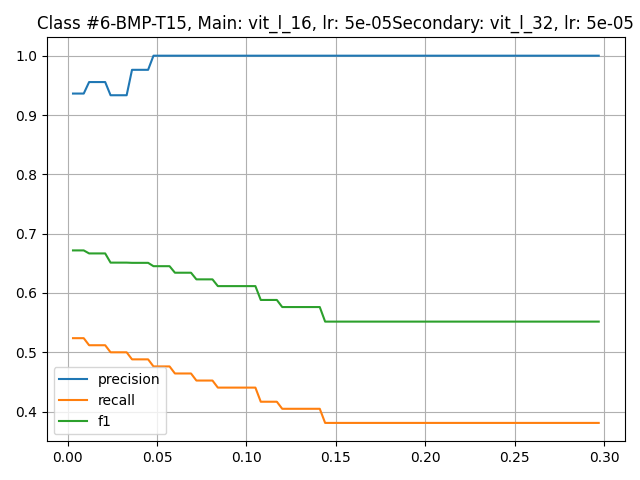 Class #6-BMP-T15, Main: vit_l_16, lr: 5e-05Secondary: vit_l_32, lr: 5e-05
1.0
0.9
0.8
0.7
0.6
0.5
0.4
precision
recall
f1
0.00 0.05 0.10 0.15 0.20 0.25 0.30